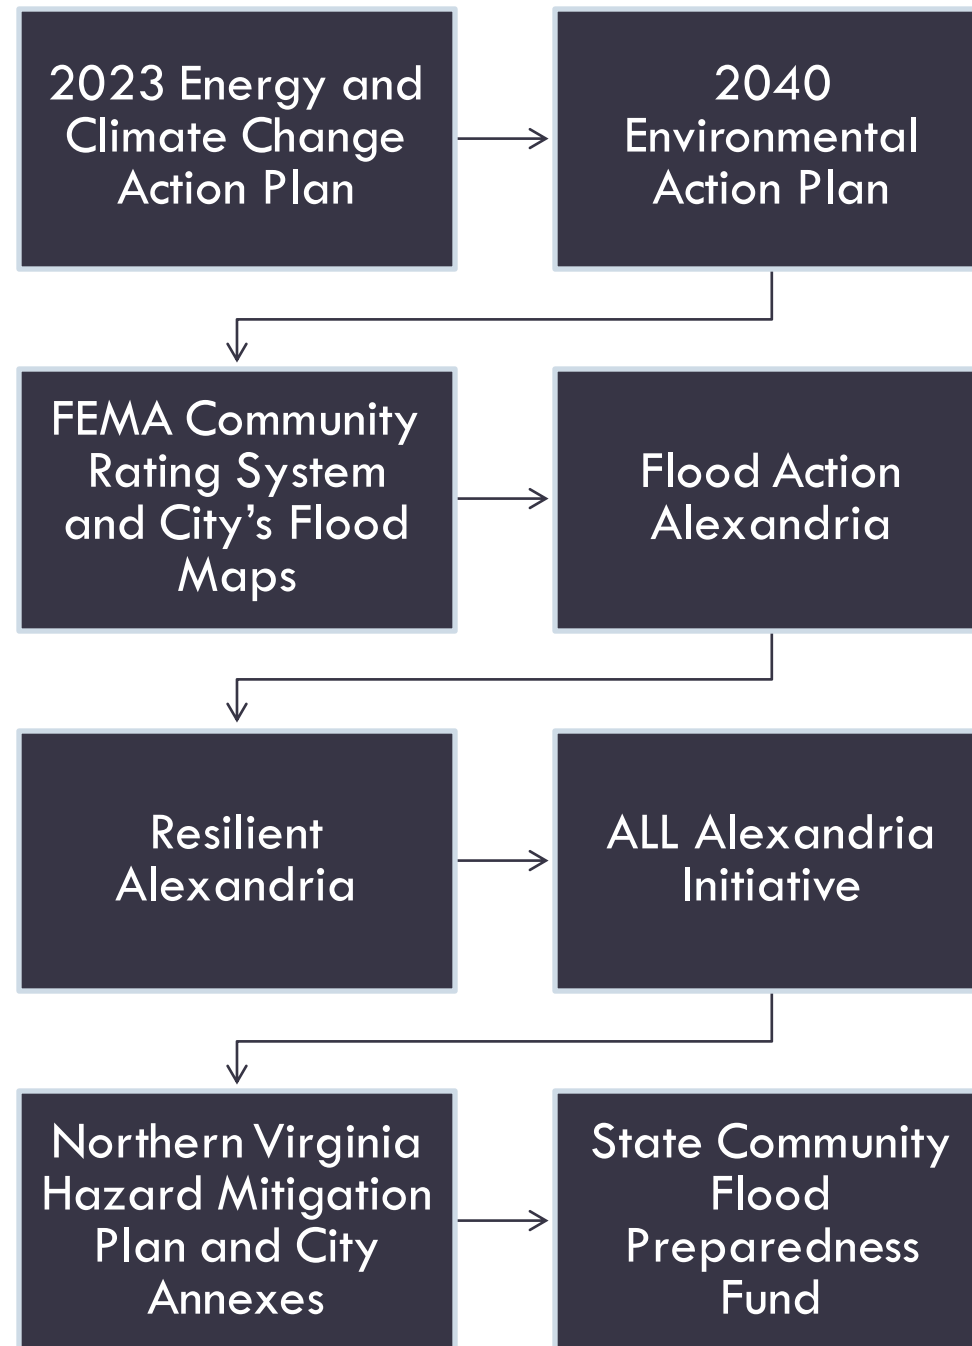 2023 Energy and
Climate Change
Action Plan
2040
Environmental
Action Plan
FEMA Community
Rating System
and City’s Flood
Maps
Flood Action
Alexandria
Resilient
Alexandria
ALL Alexandria
Initiative
Northern Virginia
Hazard Mitigation
Plan and City
Annexes
State Community
Flood
Preparedness
Fund